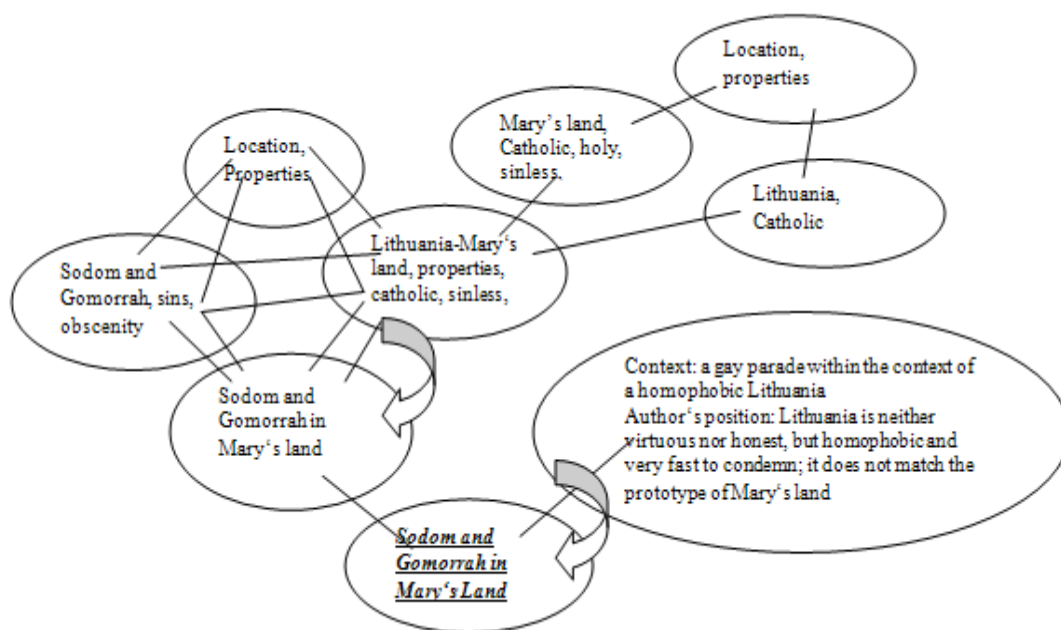 Location,
properties
Mary's land,
Catholic, holy,
sinless.
Location,
Properties
Lithuania,
Catholic
Lithuania-Mary‘s
land, properties,
catholic, sinless,
Sodom and
Gomorrah, sins,
obscenity
Sodom and
Gomorrah in
Mary‘s land
Context: a gay parade within the context of
a homophobic Lithuania
Author‘s position: Lithuania is neither
virtuous nor honest, but homophobic and
very fast to condemn; it does not match the
prototype of Mary‘s land
Sodom and
Gomorrah in
Mary‘s Land